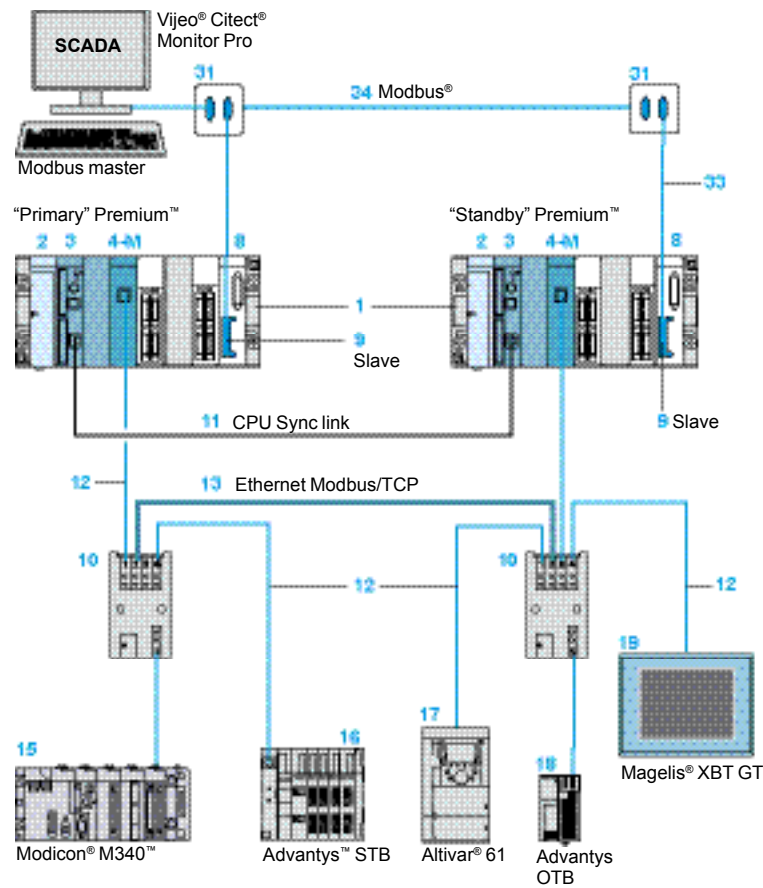 Vijeo® Citect®
Monitor Pro
SCADA
31
34 Modbus®
31
Modbus master
33
“Primary” Premium™
“Standby” Premium™
2 3 4-M 8
2 3 4-M 8
1
9
Slave
9 Slave
11 CPU Sync link
12
13 Ethernet Modbus/TCP
10
12
10
12
19
15
16
17
18
Magelis® XBT GT
Modicon® M340™
Advantys™ STB
Altivar® 61
Advantys
OTB